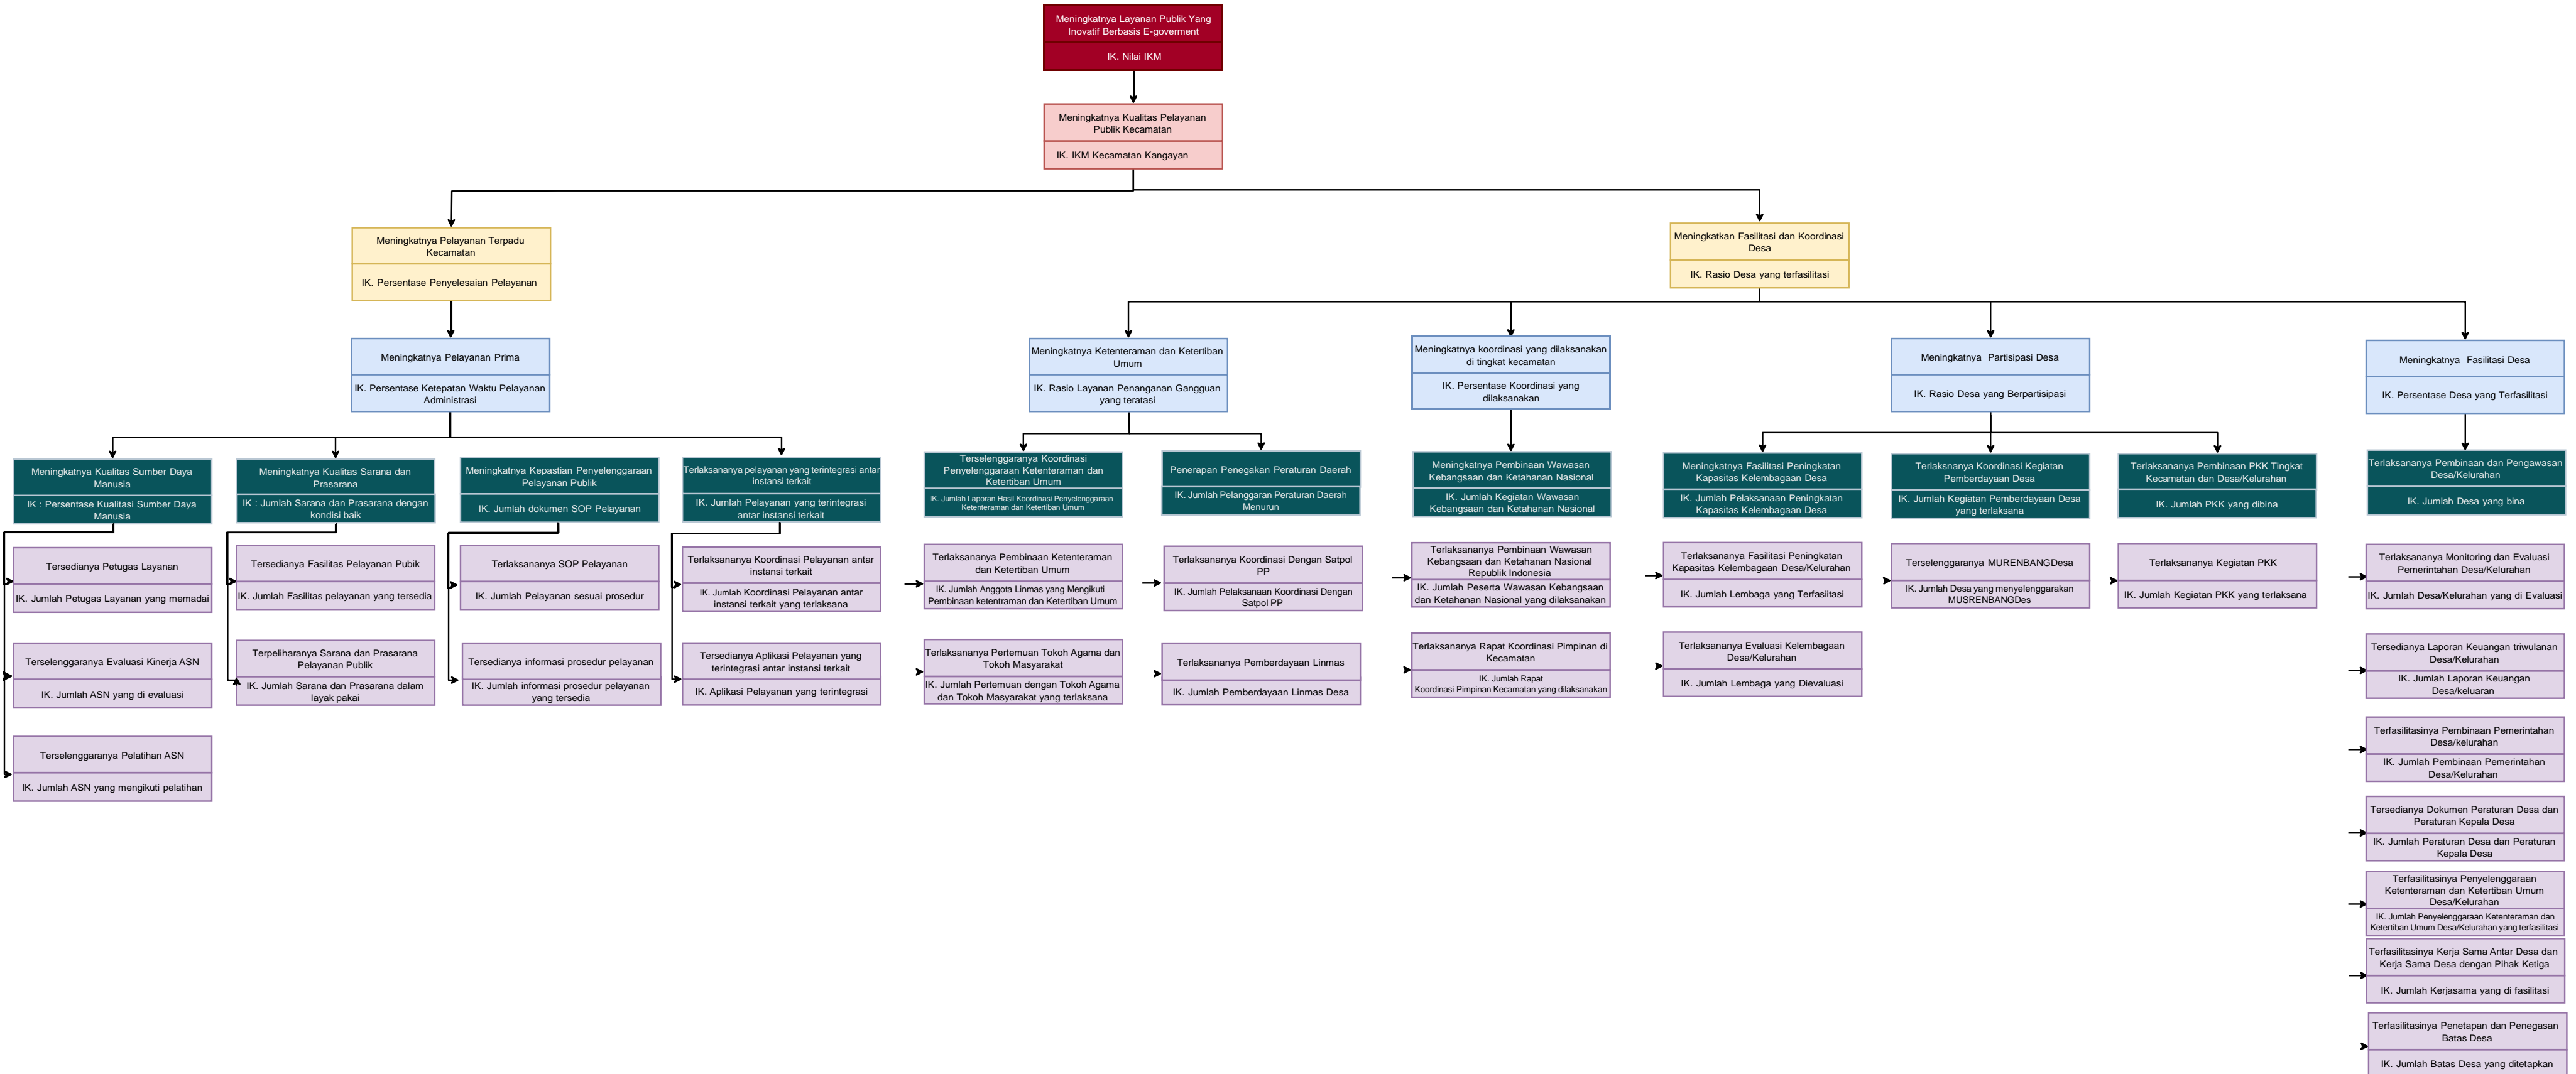 Meningkatnya Layanan Publik Yang
Inovatif Berbasis E-goverment
IK. Nilai IKM
Meningkatnya Kualitas Pelayanan
Publik Kecamatan
IK. IKM Kecamatan Kangayan
Meningkatnya Pelayanan Terpadu
Kecamatan
IK. Persentase Penyelesaian Pelayanan
Meningkatkan Fasilitasi dan Koordinasi
Desa
IK. Rasio Desa yang terfasilitasi
Meningkatnya Pelayanan Prima
IK. Persentase Ketepatan Waktu Pelayanan
Administrasi
Meningkatnya Ketenteraman dan Ketertiban
Umum
IK. Rasio Layanan Penanganan Gangguan
yang teratasi
Meningkatnya koordinasi yang dilaksanakan
di tingkat kecamatan
IK. Persentase Koordinasi yang
dilaksanakan
Meningkatnya Partisipasi Desa
IK. Rasio Desa yang Berpartisipasi
Meningkatnya Fasilitasi Desa
IK. Persentase Desa yang Terfasilitasi
Meningkatnya Kualitas Sumber Daya
Manusia
IK : Persentase Kualitasi Sumber Daya
Manusia
Meningkatnya Kualitas Sarana dan
Prasarana
IK : Jumlah Sarana dan Prasarana dengan
kondisi baik
Meningkatnya Kepastian Penyelenggaraan
Pelayanan Publik
IK. Jumlah dokumen SOP Pelayanan
Terlaksananya pelayanan yang terintegrasi antar
instansi terkait
IK. Jumlah Pelayanan yang terintegrasi
antar instansi terkait
Terselenggaranya Koordinasi
Penyelenggaraan Ketenteraman dan
Ketertiban Umum
IK. Jumlah Laporan Hasil Koordinasi Penyelenggaraan
Ketenteraman dan Ketertiban Umum
Penerapan Penegakan Peraturan Daerah
IK. Jumlah Pelanggaran Peraturan Daerah
Menurun
Meningkatnya Pembinaan Wawasan
Kebangsaan dan Ketahanan Nasional
IK. Jumlah Kegiatan Wawasan
Kebangsaan dan Ketahanan Nasional
Meningkatnya Fasilitasi Peningkatan
Kapasitas Kelembagaan Desa
IK. Jumlah Pelaksanaan Peningkatan
Kapasitas Kelembagaan Desa
Terlaksnanya Koordinasi Kegiatan
Pemberdayaan Desa
IK. Jumlah Kegiatan Pemberdayaan Desa
yang terlaksana
Terlaksananya Pembinaan PKK Tingkat
Kecamatan dan Desa/Kelurahan
IK. Jumlah PKK yang dibina
Terlaksananya Pembinaan dan Pengawasan
Desa/Kelurahan
IK. Jumlah Desa yang bina
Tersedianya Petugas Layanan
IK. Jumlah Petugas Layanan yang memadai
Tersedianya Fasilitas Pelayanan Pubik
IK. Jumlah Fasilitas pelayanan yang tersedia
Terlaksananya SOP Pelayanan
IK. Jumlah Pelayanan sesuai prosedur
Terlaksananya Koordinasi Pelayanan antar
instansi terkait
IK. Jumlah Koordinasi Pelayanan antar
instansi terkait yang terlaksana
Terlaksananya Pembinaan Ketenteraman
dan Ketertiban Umum
IK. Jumlah Anggota Linmas yang Mengikuti
Pembinaan ketentraman dan Ketertiban Umum
Terlaksananya Koordinasi Dengan Satpol
PP
IK. Jumlah Pelaksanaan Koordinasi Dengan
Satpol PP
Terlaksananya Pembinaan Wawasan
Kebangsaan dan Ketahanan Nasional
Republik Indonesia
IK. Jumlah Peserta Wawasan Kebangsaan
dan Ketahanan Nasional yang dilaksanakan
Terlaksananya Fasilitasi Peningkatan
Kapasitas Kelembagaan Desa/Kelurahan
IK. Jumlah Lembaga yang Terfasiitasi
Terselenggaranya MURENBANGDesa
IK. Jumlah Desa yang menyelenggarakan
MUSRENBANGDes
Terlaksananya Kegiatan PKK
IK. Jumlah Kegiatan PKK yang terlaksana
Terlaksananya Monitoring dan Evaluasi
Pemerintahan Desa/Kelurahan
IK. Jumlah Desa/Kelurahan yang di Evaluasi
Terselenggaranya Evaluasi Kinerja ASN
IK. Jumlah ASN yang di evaluasi
Terpeliharanya Sarana dan Prasarana
Pelayanan Publik
IK. Jumlah Sarana dan Prasarana dalam
layak pakai
Tersedianya informasi prosedur pelayanan
IK. Jumlah informasi prosedur pelayanan
yang tersedia
Tersedianya Aplikasi Pelayanan yang
terintegrasi antar instansi terkait
IK. Aplikasi Pelayanan yang terintegrasi
Terlaksananya Pertemuan Tokoh Agama dan
Tokoh Masyarakat
IK. Jumlah Pertemuan dengan Tokoh Agama
dan Tokoh Masyarakat yang terlaksana
Terlaksananya Pemberdayaan Linmas
IK. Jumlah Pemberdayaan Linmas Desa
Terlaksananya Rapat Koordinasi Pimpinan di
Kecamatan
IK. Jumlah Rapat
Koordinasi Pimpinan Kecamatan yang dilaksanakan
Terlaksananya Evaluasi Kelembagaan
Desa/Kelurahan
IK. Jumlah Lembaga yang Dievaluasi
Tersedianya Laporan Keuangan triwulanan
Desa/Kelurahan
IK. Jumlah Laporan Keuangan
Desa/keluaran
Terselenggaranya Pelatihan ASN
IK. Jumlah ASN yang mengikuti pelatihan
Terfasilitasinya Pembinaan Pemerintahan
Desa/kelurahan
IK. Jumlah Pembinaan Pemerintahan
Desa/Kelurahan
Tersedianya Dokumen Peraturan Desa dan
Peraturan Kepala Desa
IK. Jumlah Peraturan Desa dan Peraturan
Kepala Desa
Terfasilitasinya Penyelenggaraan
Ketenteraman dan Ketertiban Umum
Desa/Kelurahan
IK. Jumlah Penyelenggaraan Ketenteraman dan
Ketertiban Umum Desa/Kelurahan yang terfasilitasi
Terfasilitasinya Kerja Sama Antar Desa dan
Kerja Sama Desa dengan Pihak Ketiga
IK. Jumlah Kerjasama yang di fasilitasi
Terfasilitasinya Penetapan dan Penegasan
Batas Desa
IK. Jumlah Batas Desa yang ditetapkan